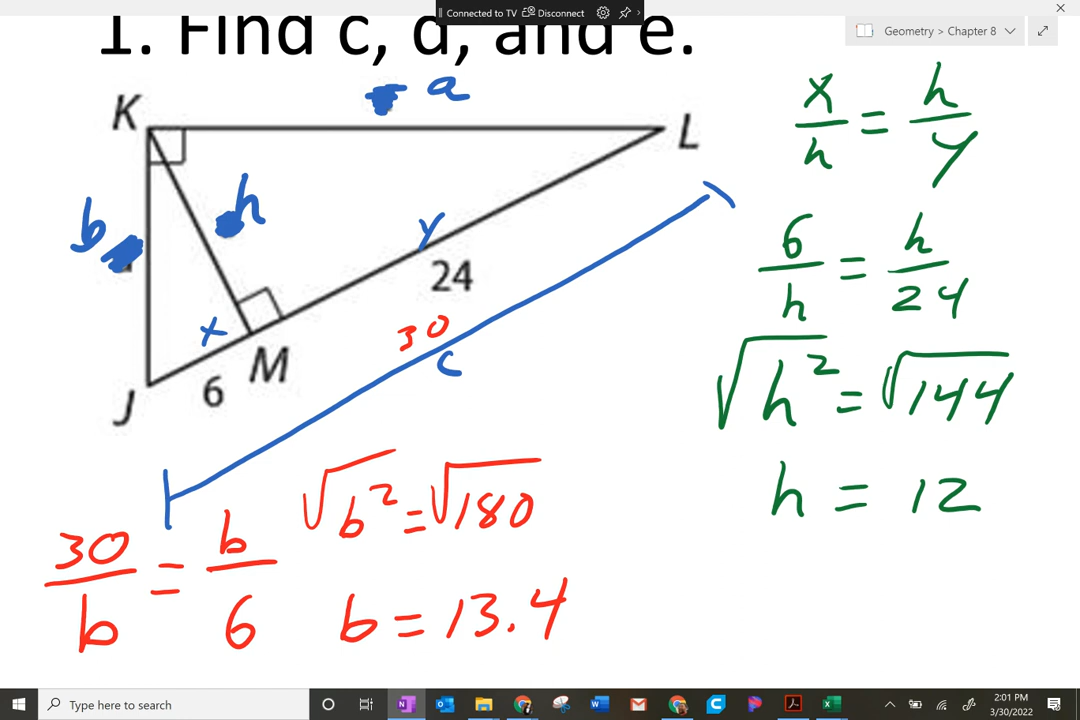 Connected to TV Disconnect
1. Find c, d, and e.
Geometry > Chapter 8
K
a
L
b
h
y
24
x
30
c
J
6
M
x/h = h/y
6/h = h/24
√h² = √144
h = 12
30/b = b/6
√b² = √180
b = 13.4
Type here to search
2:01 PM
3/30/2022